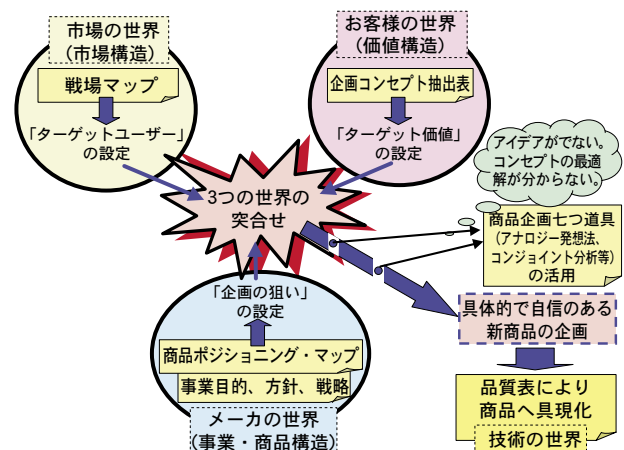 市場の世界
(市場構造)
戦場マップ
「ターゲットユーザー」
の設定
お客様の世界
(価値構造)
企画コンセプト抽出表
「ターゲット価値」
の設定
3つの世界の
突合せ
アイデアがでない。
コンセプトの最適
解が分からない。
商品企画七つ道具
(アナロジー発想法、
コンジョイント分析等)
の活用
「企画の狙い」
の設定
商品ポジショニング・マップ
事業目的、方針、戦略
メーカの世界
(事業・商品構造)
具体的で自信のある
新商品の企画
品質表により
商品へ具現化
技術の世界